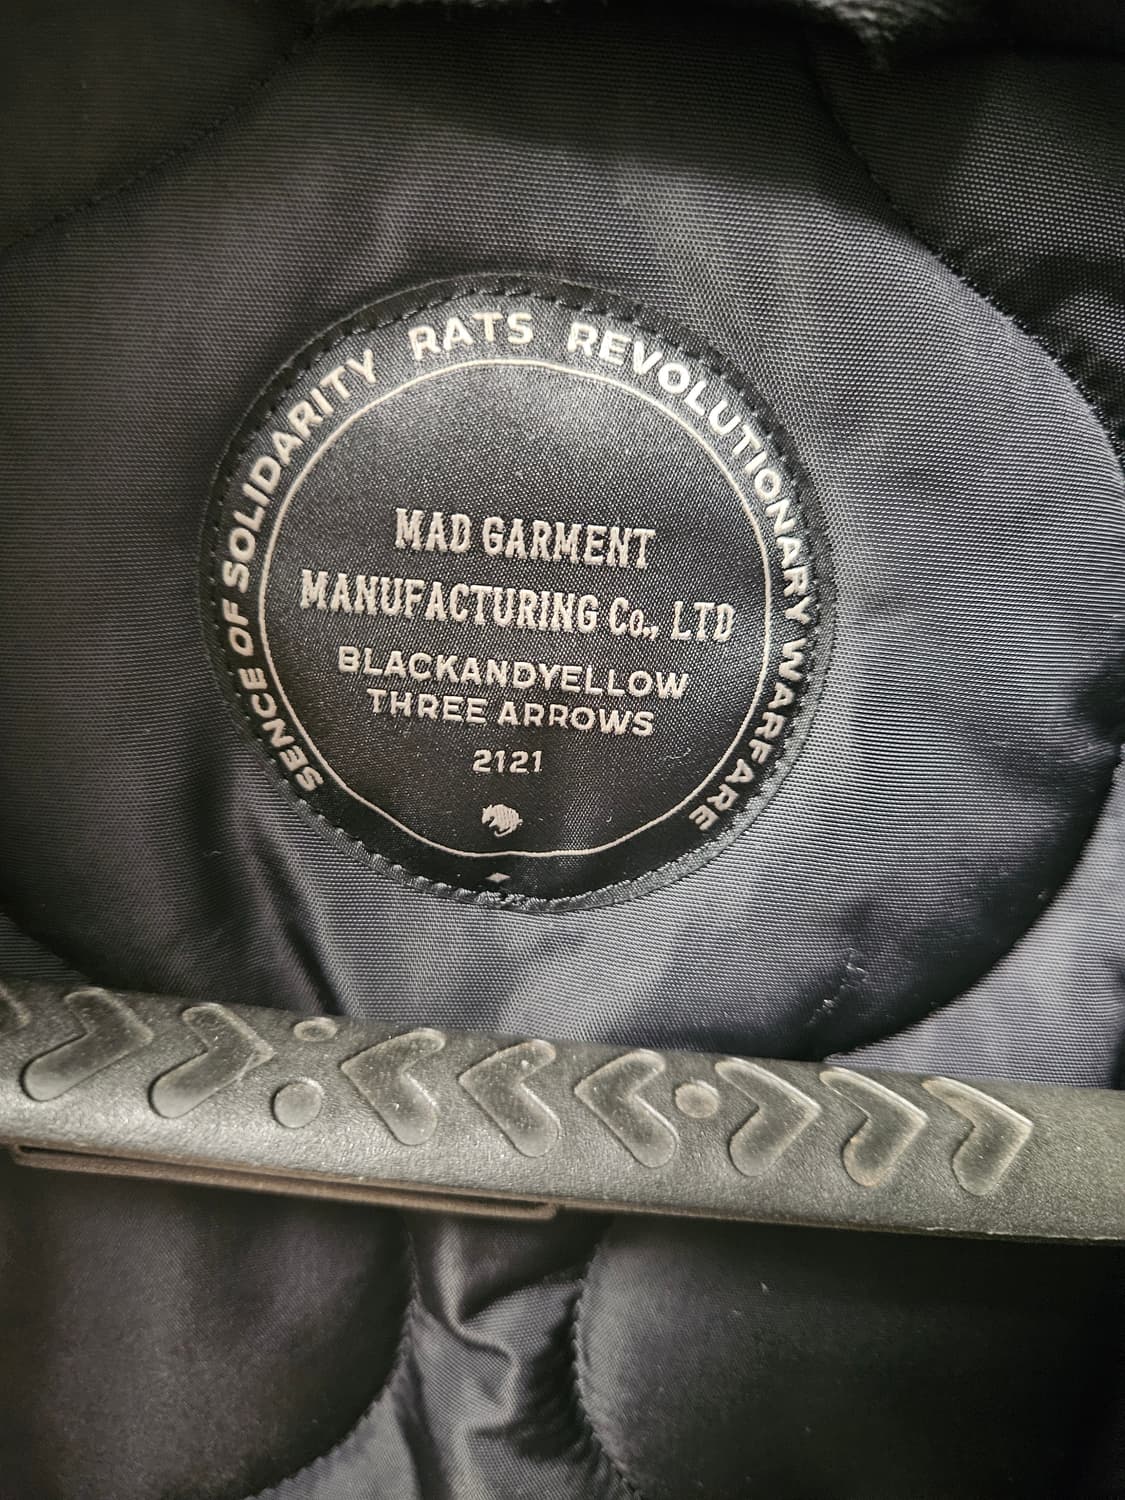 SENCE OF SOLIDARITY RATS REVOLUTIONARY WARFARE
MAD GARMENT
MANUFACTURING Co., LTD
BLACKANDYELLOW
THREE ARROWS
2121